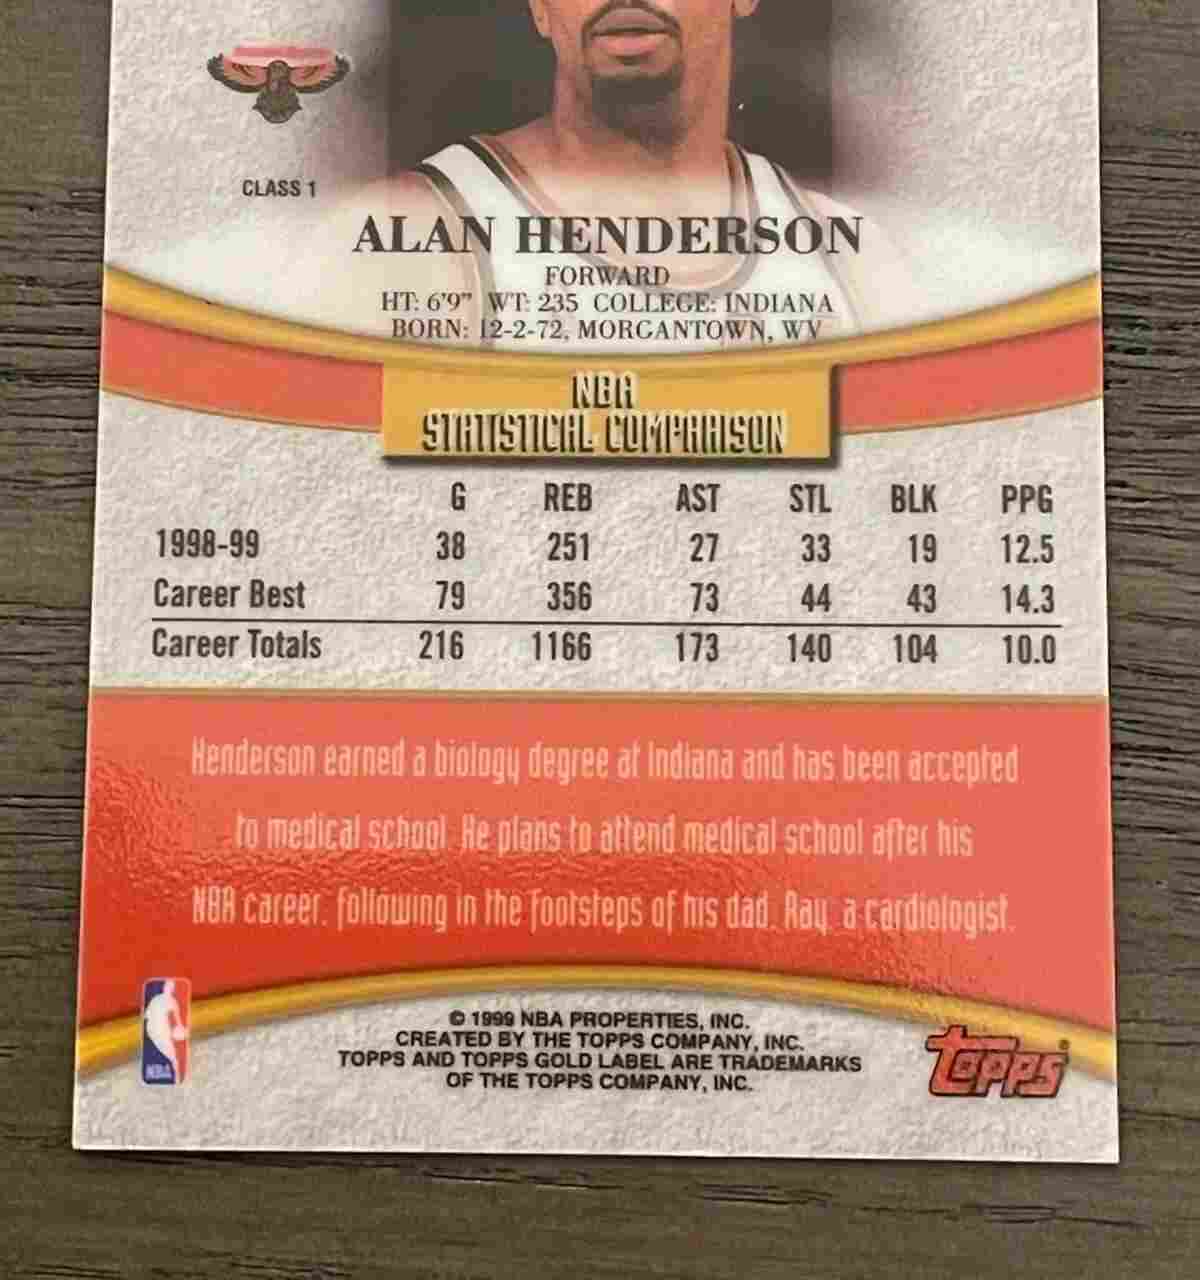 CLASS 1
ALAN HENDERSON
FORWARD
HT: 6'9" WT: 235 COLLEGE: INDIANA
BORN: 12-2-72, MORGANTOWN, WV
NBA
STATISTICAL COMPARISON
G REB AST STL BLK PPG
1998-99 38 251 27 33 19 12.5
Career Best 79 356 73 44 43 14.3
Career Totals 216 1166 173 140 104 10.0
Henderson earned a biology degree at Indiana and has been accepted
to medical school. He plans to attend medical school after his
NBA career, following in the footsteps of his dad, Ray, a cardiologist.
© 1999 NBA PROPERTIES, INC.
CREATED BY THE TOPPS COMPANY, INC.
TOPPS AND TOPPS GOLD LABEL ARE TRADEMARKS
OF THE TOPPS COMPANY, INC.
NBA
TOPPS®